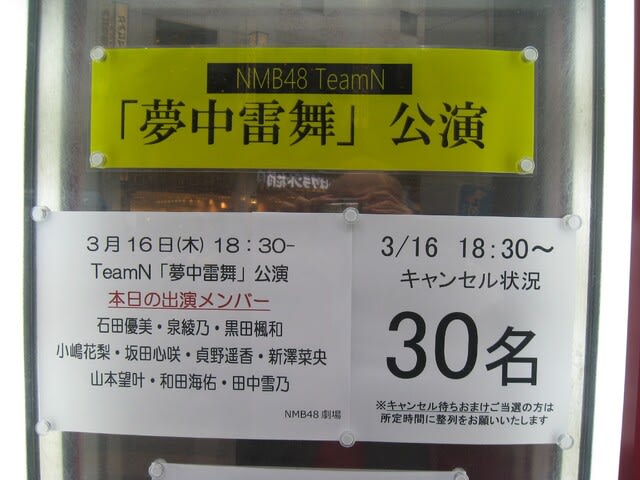 NMB48 TeamN
「夢中雷舞」公演
3月16日(木) 18：30-
TeamN「夢中雷舞」公演
本日の出演メンバー
石田優美・泉綾乃・黒田楓和
小嶋花梨・坂田心咲・貞野遥香・新澤菜央
山本望叶・和田海佑・田中雪乃
NMB48 劇場
3/16 18:30～
キャンセル状況
30名
※キャンセル待ちおまけご当選の方は
所定時間に整列をお願いいたします